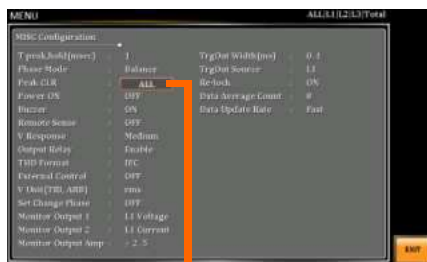 MENU ALL|L1|L2|L3|Total
MISC Configuration
T peak,hold(msec) : 1 TrgOut Width(ms) : 0.1
Phase Mode : Balance TrgOut Source : L1
Peak CLR : ALL Re-lock : ON
Power ON : OFF Data Average Count : 8
Buzzer : ON Data Update Rate : Fast
Remote Sense : OFF
V Response : Medium
Output Relay : Enable
THD Format : IEC
External Control : OFF
V Unit(TRI, ARB) : rms
Set Change Phase : OFF
Monitor Output 1 : L1 Voltage
Monitor Output 2 : L1 Current
Monitor Output Amp : ± 2.5
EXIT